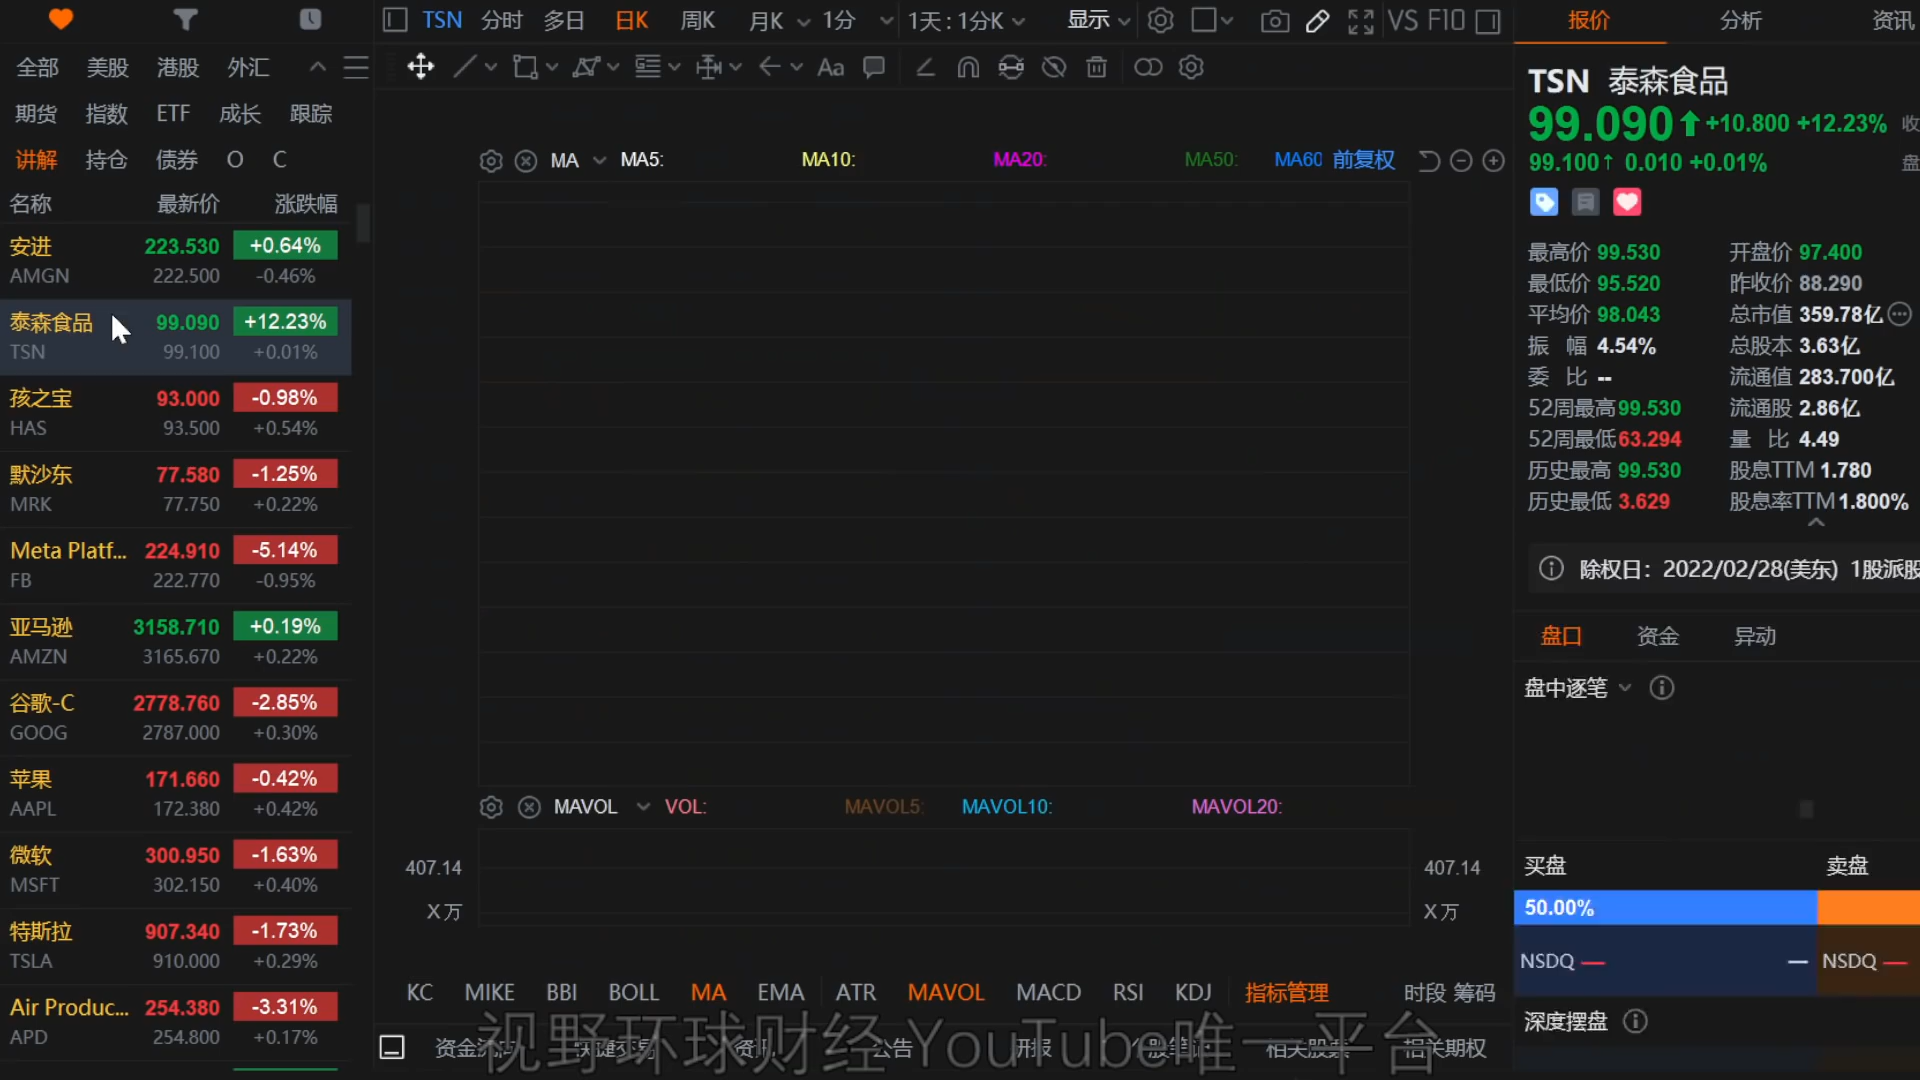 TSN 分时 多日 日K 周K 月K 1分 1天 : 1分K 显示 VS F10 报价 分析 资讯
全部 美股 港股 外汇
期货 指数 ETF 成长 跟踪
讲解 持仓 债券 O C
名称 最新价 涨跌幅
安进 223.530 +0.64%
AMGN 222.500 -0.46%
泰森食品 99.090 +12.23%
TSN 99.100 +0.01%
孩之宝 93.000 -0.98%
HAS 93.500 +0.54%
默沙东 77.580 -1.25%
MRK 77.750 +0.22%
Meta Platf... 224.910 -5.14%
FB 222.770 -0.95%
亚马逊 3158.710 +0.19%
AMZN 3165.670 +0.22%
谷歌-C 2778.760 -2.85%
GOOG 2787.000 +0.30%
苹果 171.660 -0.42%
AAPL 172.380 +0.42%
微软 300.950 -1.63%
MSFT 302.150 +0.40%
特斯拉 907.340 -1.73%
TSLA 910.000 +0.29%
Air Produc... 254.380 -3.31%
APD 254.800 +0.17%
Aa
MA MA5: MA10: MA20: MA50: MA60 前复权
MAVOL VOL: MAVOL5: MAVOL10: MAVOL20:
407.14 407.14
X万 X万
KC MIKE BBI BOLL MA EMA ATR MAVOL MACD RSI KDJ 指标管理 时段 筹码
快捷交易 资讯 公告 研报 个股笔记 相关股票 相关期权
视野环球财经YouTube唯一平台
TSN 泰森食品
99.090 +10.800 +12.23% 收
99.100↑ 0.010 +0.01% 盘
最高价 99.530 开盘价 97.400
最低价 95.520 昨收价 88.290
平均价 98.043 总市值 359.78亿
振 幅 4.54% 总股本 3.63亿
委 比 -- 流通值 283.700亿
52周最高 99.530 流通股 2.86亿
52周最低 63.294 量 比 4.49
历史最高 99.530 股息TTM 1.780
历史最低 3.629 股息率TTM 1.800%
除权日：2022/02/28(美东) 1股派股
盘口 资金 异动
盘中逐笔
买盘 卖盘
50.00%
NSDQ — — NSDQ —
深度摆盘